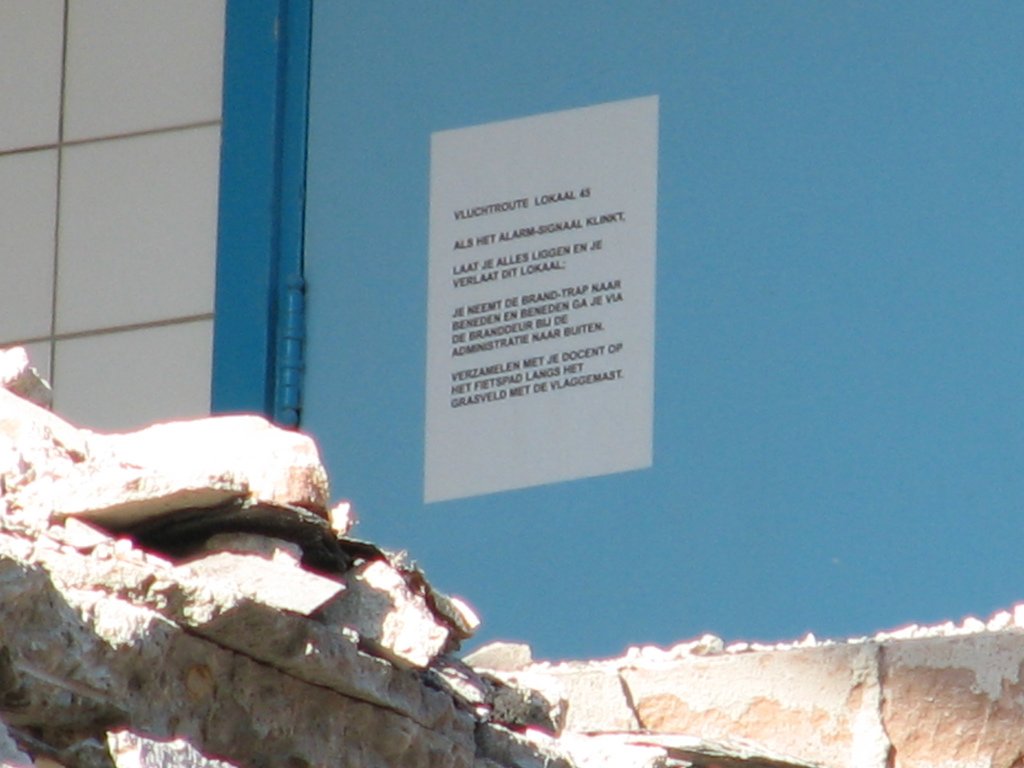 VLUCHTROUTE LOKAAL 43
ALS HET ALARM-SIGNAAL KLINKT,
LAAT JE ALLES LIGGEN EN JE
VERLAAT DIT LOKAAL;
JE NEEMT DE BRAND-TRAP NAAR
BENEDEN EN BENEDEN GA JE VIA
DE BRANDDEUR BIJ DE
ADMINISTRATIE NAAR BUITEN.
VERZAMELEN MET JE DOCENT OP
HET FIETSPAD LANGS HET
GRASVELD MET DE VLAGGEMAST.